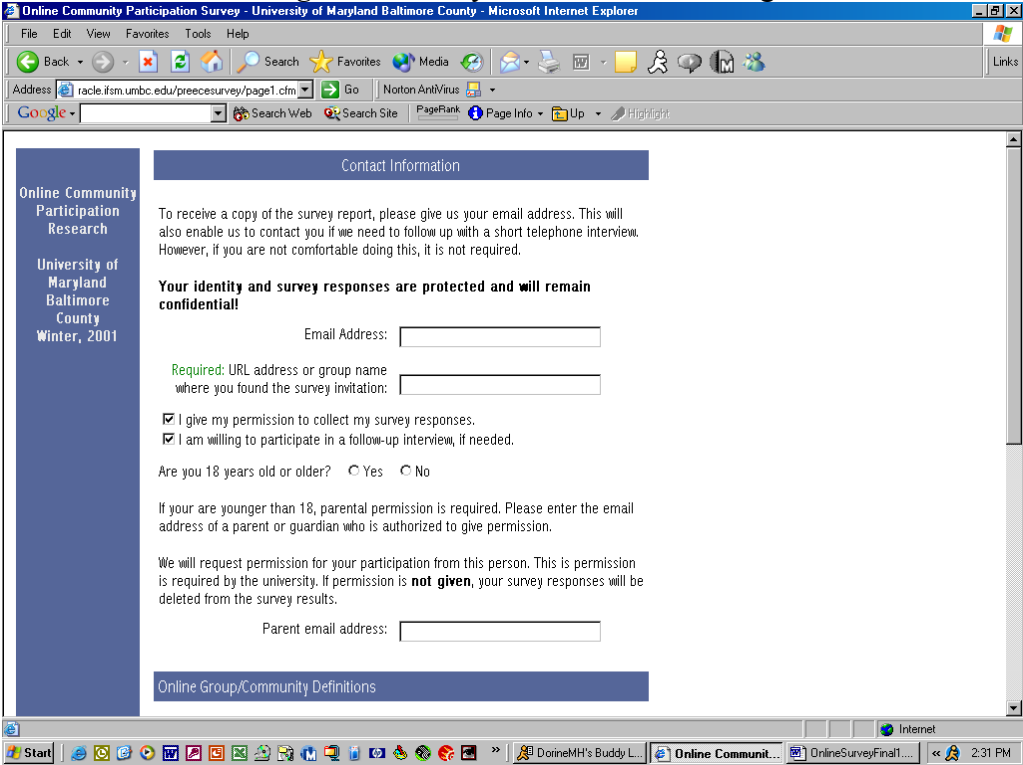 Online Community Participation Survey - University of Maryland Baltimore County - Microsoft Internet Explorer
File Edit View Favorites Tools Help
Back Search Favorites Media Links
Address racle.ifsm.umbc.edu/preecesurvey/page1.cfm Go Norton AntiVirus
Google Search Web Search Site PageRank Page Info Up Highlight
Online Community
Participation
Research
University of
Maryland
Baltimore
County
Winter, 2001
Contact Information
To receive a copy of the survey report, please give us your email address. This will
also enable us to contact you if we need to follow up with a short telephone interview.
However, if you are not comfortable doing this, it is not required.
Your identity and survey responses are protected and will remain
confidential!
Email Address:
Required: URL address or group name
where you found the survey invitation:
I give my permission to collect my survey responses.
I am willing to participate in a follow-up interview, if needed.
Are you 18 years old or older? Yes No
If your are younger than 18, parental permission is required. Please enter the email
address of a parent or guardian who is authorized to give permission.
We will request permission for your participation from this person. This is permission
is required by the university. If permission is not given, your survey responses will be
deleted from the survey results.
Parent email address:
Online Group/Community Definitions
Internet
Start DorineMH's Buddy L... Online Communit... OnlineSurveyFinal1.... 2:31 PM